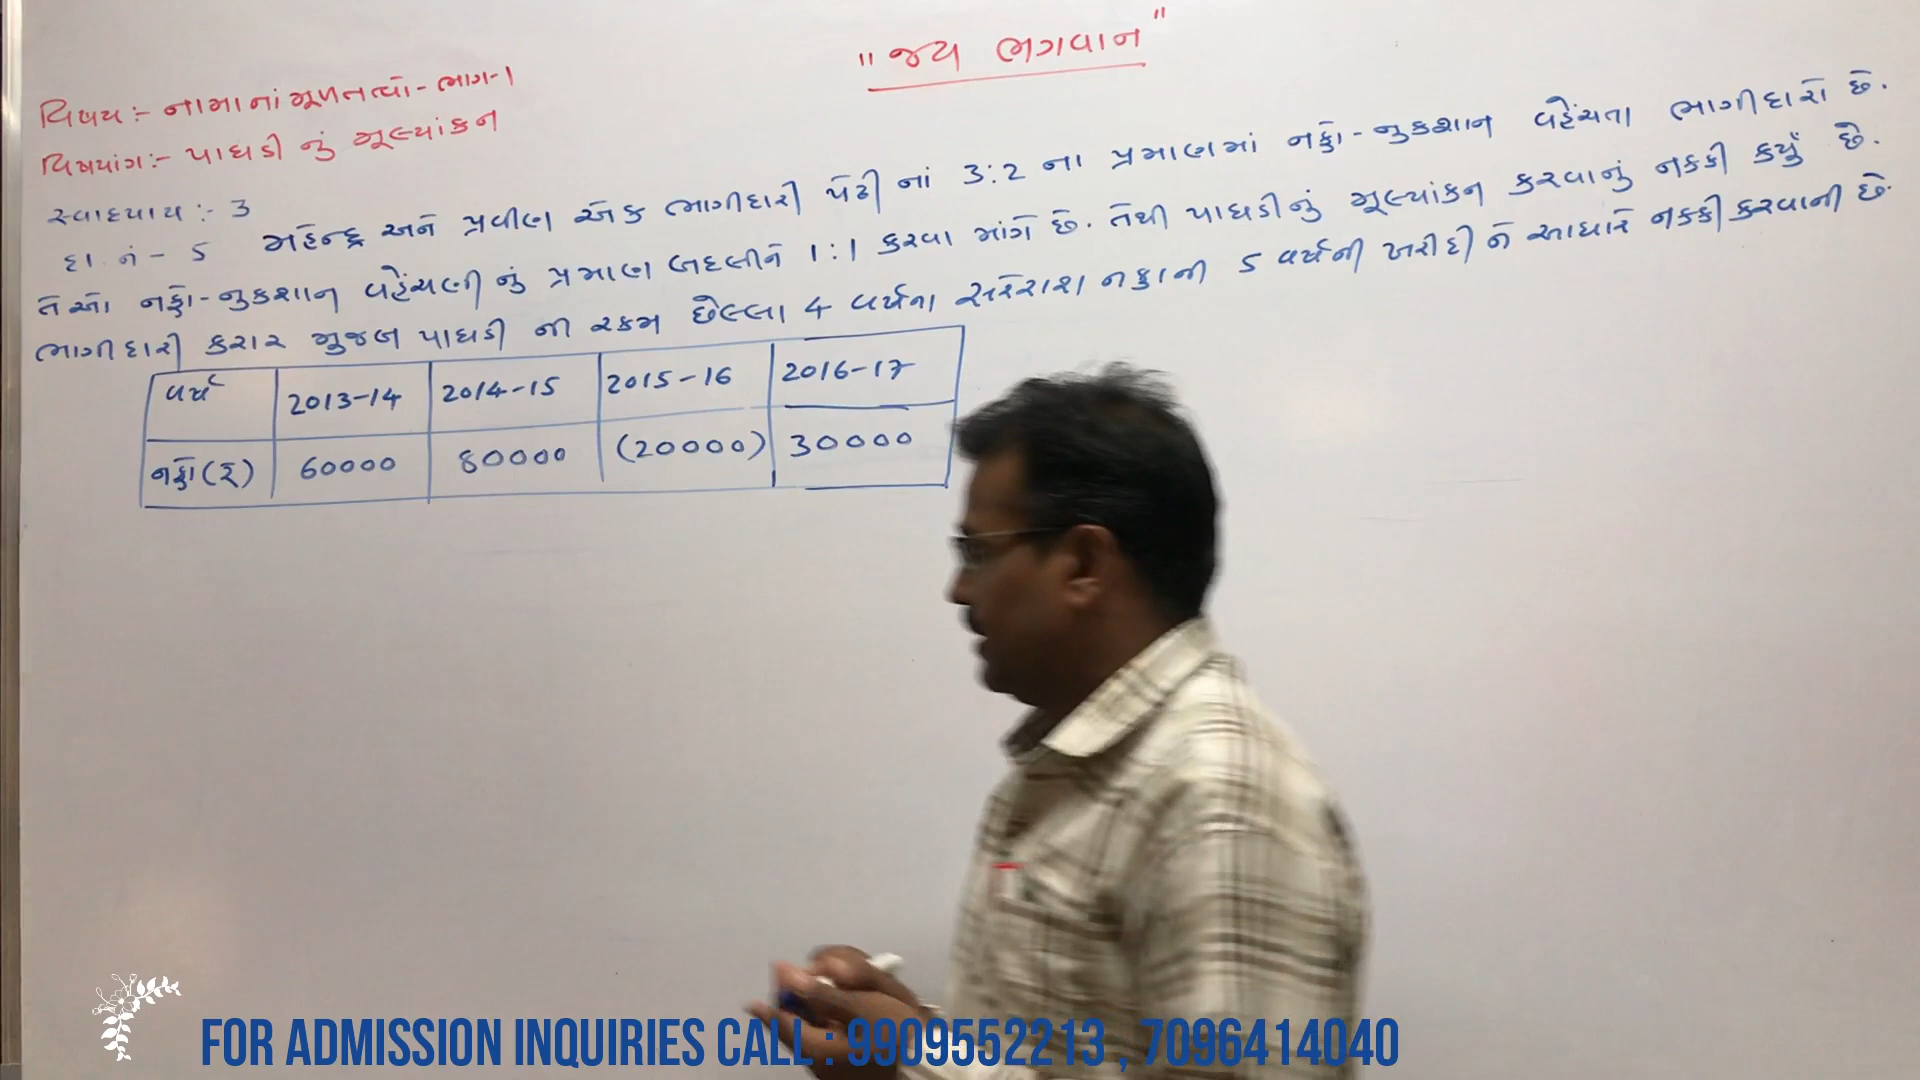 "જય ભગવાન"
વિષય:- નામાનાં મૂળતત્વો - ભાગ-1
વિષયાંગ:- પાઘડી નું મૂલ્યાંકન
સ્વાધ્યાય:- 3
દા. નં - 5 મહેન્દ્ર અને પ્રવીણ એક ભાગીદારી પેઢી નાં 3:2 ના પ્રમાણમાં નફો-નુકશાન વહેંચતા ભાગીદારો છે.
તેઓ નફો-નુકશાન વહેંચણી નું પ્રમાણ બદલીને 1:1 કરવા માંગે છે. તેથી પાઘડીનું મૂલ્યાંકન કરવાનું નક્કી કર્યું છે.
ભાગીદારી કરાર મુજબ પાઘડી ની રકમ છેલ્લા 4 વર્ષના સરેરાશ નફાની 5 વર્ષની ખરીદી ને આધારે નક્કી કરવાની છે.
વર્ષ 2013-14 2014-15 2015-16 2016-17
નફો (રૂ) 60000 80000 (20000) 30000
FOR ADMISSION INQUIRIES CALL : 9909552213 , 7096414040